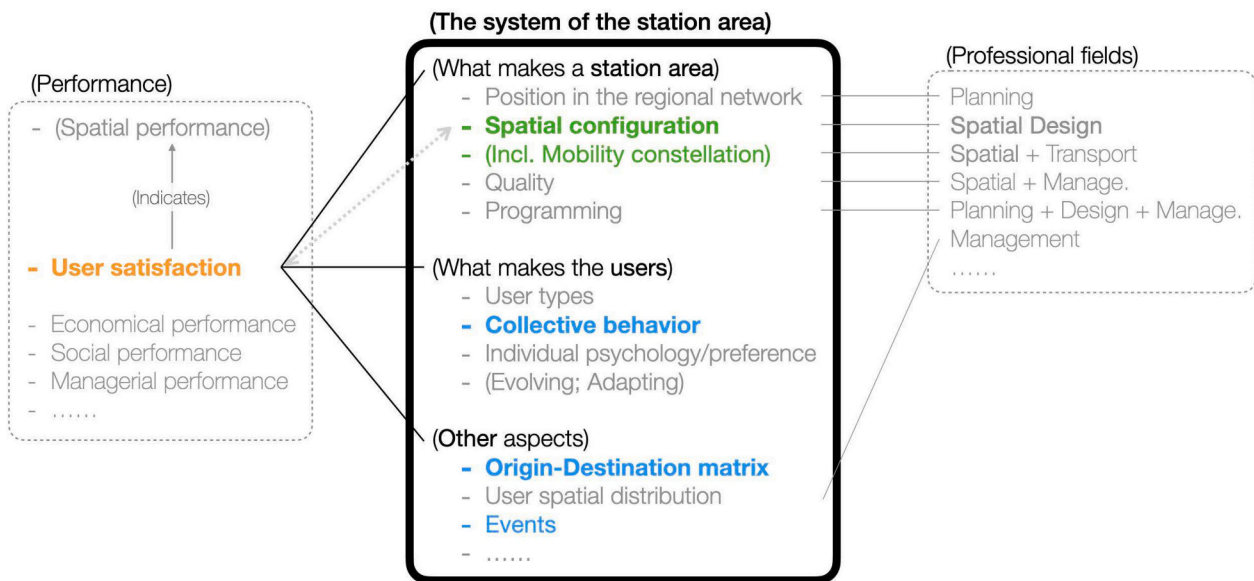 (The system of the station area)
(Performance)
- (Spatial performance)
(Indicates)
- User satisfaction
- Economical performance
- Social performance
- Managerial performance
- ......
(What makes a station area)
- Position in the regional network
- Spatial configuration
- (Incl. Mobility constellation)
- Quality
- Programming
(What makes the users)
- User types
- Collective behavior
- Individual psychology/preference
- (Evolving; Adapting)
(Other aspects)
- Origin-Destination matrix
- User spatial distribution
- Events
- ......
(Professional fields)
Planning
Spatial Design
Spatial + Transport
Spatial + Manage.
Planning + Design + Manage.
Management
......